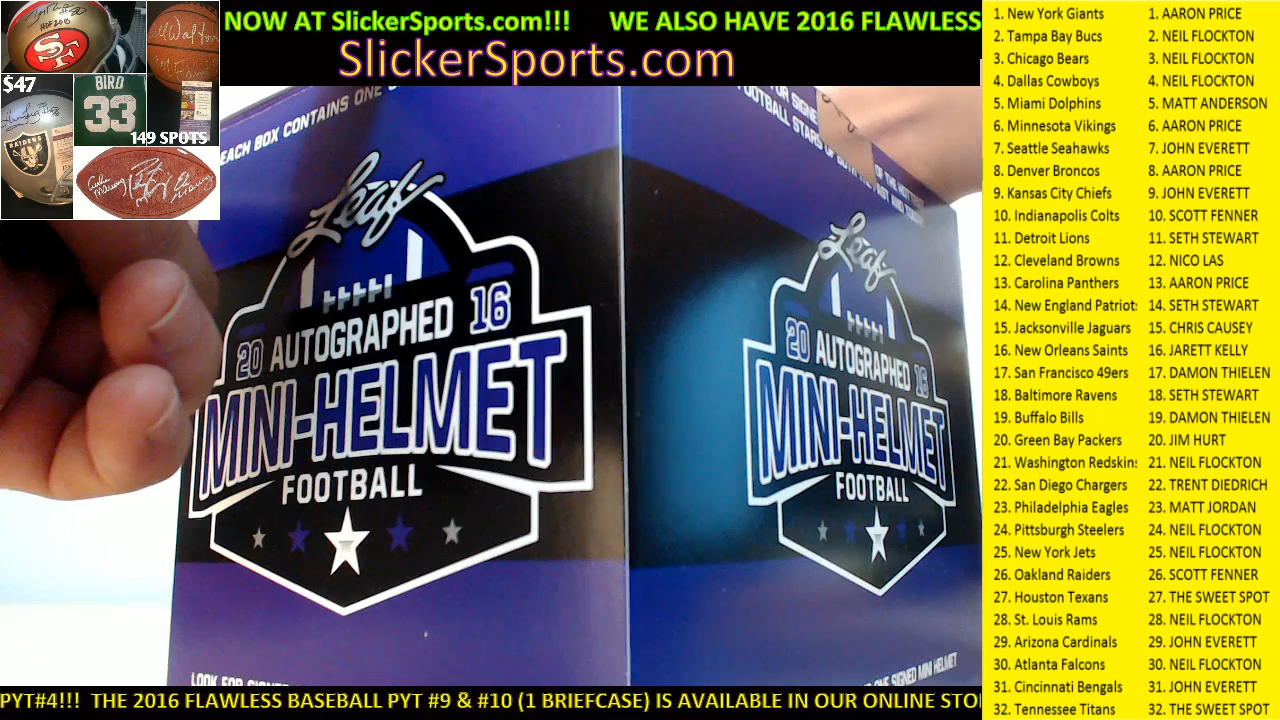 NOW AT SlickerSports.com!!! WE ALSO HAVE 2016 FLAWLESS
SlickerSports.com
$47
BIRD
33
149 SPOTS
RAIDERS
EACH BOX CONTAINS ONE
Leaf
20 AUTOGRAPHED 16
MINI-HELMET
FOOTBALL
LOOK FOR SIGNED
FOR SIGNE
FOOTBALL STARS OF
Leaf
20 AUTOGRAPHED 16
MINI-HELMET
FOOTBALL
ONE SIGNED MINI HELMET
PYT#4!!! THE 2016 FLAWLESS BASEBALL PYT #9 & #10 (1 BRIEFCASE) IS AVAILABLE IN OUR ONLINE STO
1. New York Giants 1. AARON PRICE
2. Tampa Bay Bucs 2. NEIL FLOCKTON
3. Chicago Bears 3. NEIL FLOCKTON
4. Dallas Cowboys 4. NEIL FLOCKTON
5. Miami Dolphins 5. MATT ANDERSON
6. Minnesota Vikings 6. AARON PRICE
7. Seattle Seahawks 7. JOHN EVERETT
8. Denver Broncos 8. AARON PRICE
9. Kansas City Chiefs 9. JOHN EVERETT
10. Indianapolis Colts 10. SCOTT FENNER
11. Detroit Lions 11. SETH STEWART
12. Cleveland Browns 12. NICO LAS
13. Carolina Panthers 13. AARON PRICE
14. New England Patriots 14. SETH STEWART
15. Jacksonville Jaguars 15. CHRIS CAUSEY
16. New Orleans Saints 16. JARETT KELLY
17. San Francisco 49ers 17. DAMON THIELEN
18. Baltimore Ravens 18. SETH STEWART
19. Buffalo Bills 19. DAMON THIELEN
20. Green Bay Packers 20. JIM HURT
21. Washington Redskins 21. NEIL FLOCKTON
22. San Diego Chargers 22. TRENT DIEDRICH
23. Philadelphia Eagles 23. MATT JORDAN
24. Pittsburgh Steelers 24. NEIL FLOCKTON
25. New York Jets 25. NEIL FLOCKTON
26. Oakland Raiders 26. SCOTT FENNER
27. Houston Texans 27. THE SWEET SPOT
28. St. Louis Rams 28. NEIL FLOCKTON
29. Arizona Cardinals 29. JOHN EVERETT
30. Atlanta Falcons 30. NEIL FLOCKTON
31. Cincinnati Bengals 31. JOHN EVERETT
32. Tennessee Titans 32. THE SWEET SPOT